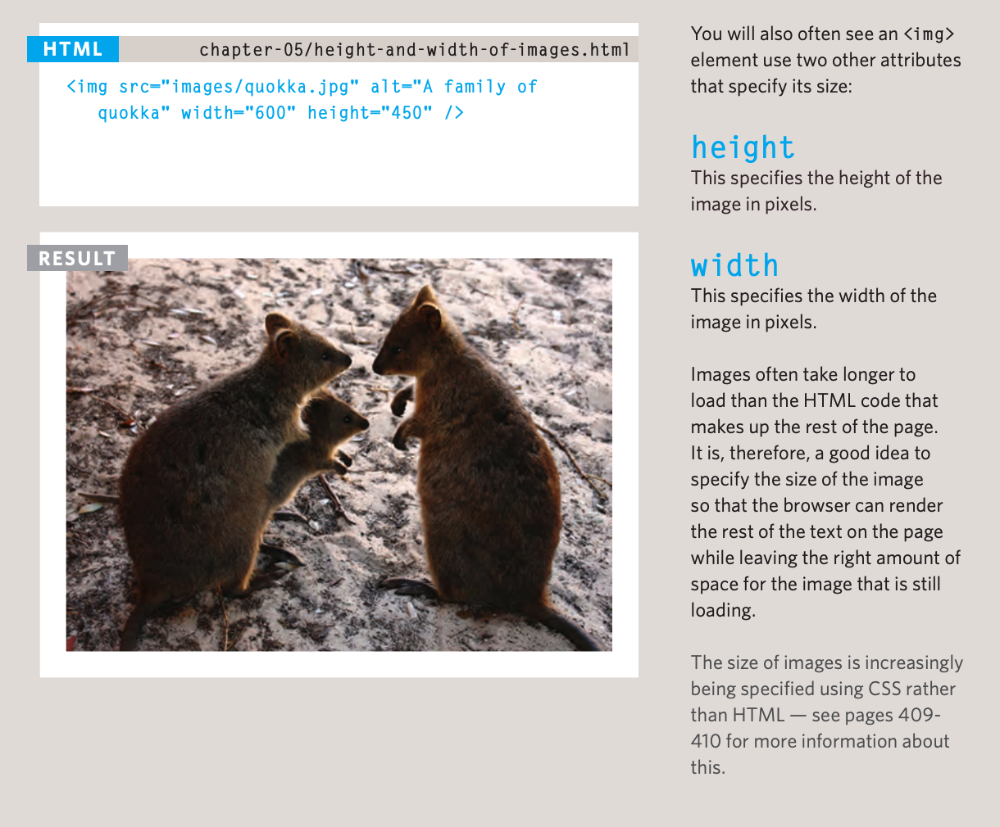 HTML
chapter-05/height-and-width-of-images.html
<img src="images/quokka.jpg" alt="A family of
quokka" width="600" height="450" />
RESULT
You will also often see an <img>
element use two other attributes
that specify its size:
height
This specifies the height of the
image in pixels.
width
This specifies the width of the
image in pixels.
Images often take longer to
load than the HTML code that
makes up the rest of the page.
It is, therefore, a good idea to
specify the size of the image
so that the browser can render
the rest of the text on the page
while leaving the right amount of
space for the image that is still
loading.
The size of images is increasingly
being specified using CSS rather
than HTML — see pages 409-
410 for more information about
this.